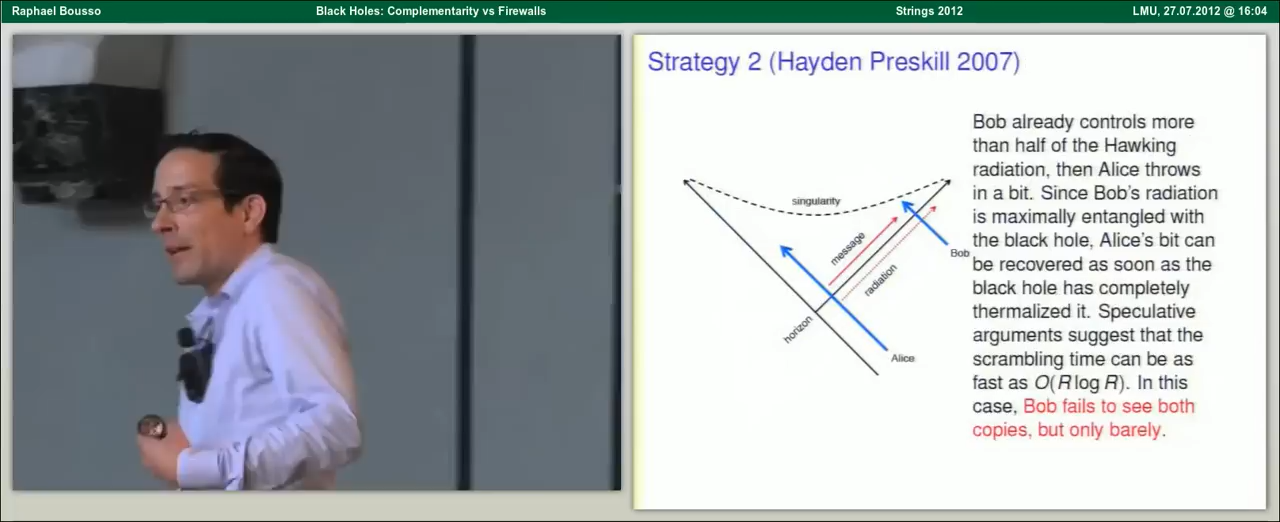 Raphael Bousso Black Holes: Complementarity vs Firewalls Strings 2012 LMU, 27.07.2012 @ 16:04
Strategy 2 (Hayden Preskill 2007)
singularity
message
radiation
horizon
Alice
Bob
Bob already controls more
than half of the Hawking
radiation, then Alice throws
in a bit. Since Bob's radiation
is maximally entangled with
the black hole, Alice's bit can
be recovered as soon as the
black hole has completely
thermalized it. Speculative
arguments suggest that the
scrambling time can be as
fast as O(R log R). In this
case, Bob fails to see both
copies, but only barely.